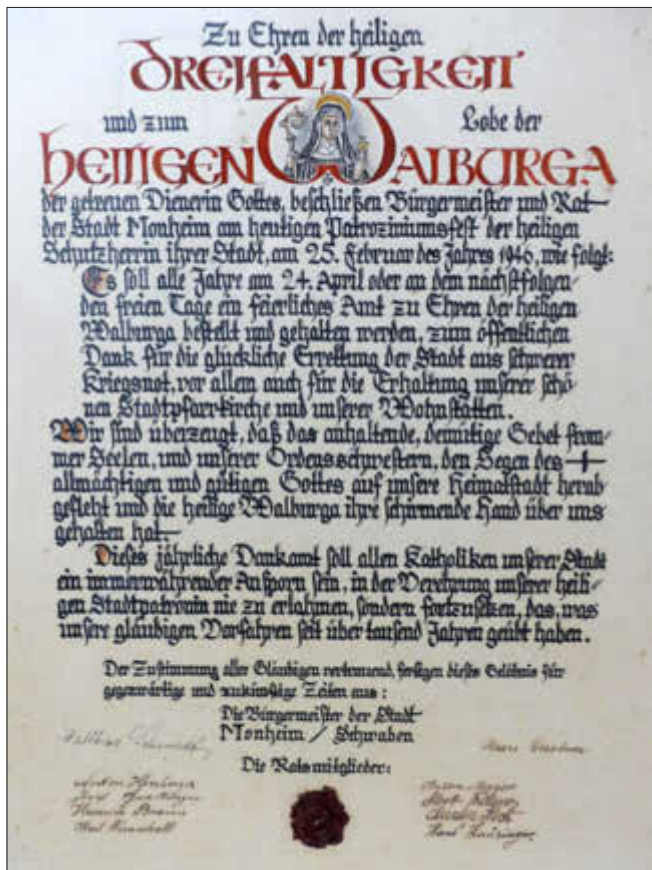 Zu Ehren der heiligen
DREIFALTIGKEIT
und zum Lobe der
HEILIGEN WALBURGA
der getreuen Dienerin Gottes, beschließen Bürgermeister und Rat
der Stadt Monheim am heutigen Patroziniumsfest der heiligen
Schutzherrin ihrer Stadt, am 25. Februar des Jahres 1946, wie folgt:
Es soll alle Jahre am 24. April oder an dem nächstfolgen-
den freien Tage ein feierliches Amt zu Ehren der heiligen
Walburga bestellt und gehalten werden, zum öffentlichen
Dank für die glückliche Errettung der Stadt aus schwerer
Kriegsnot, vor allem auch für die Erhaltung unserer schö-
nen Stadtpfarrkirche und unserer Wohnstätten.
Wir sind überzeugt, daß das anhaltende, demütige Gebet from-
mer Seelen, und unserer Ordensschwestern, den Segen des
allmächtigen und gütigen Gottes auf unsere Heimatstadt herab
gefleht und die heilige Walburga ihre schirmende Hand über uns
gehalten hat.
Dieses jährliche Dankamt soll allen Katholiken unserer Stadt
ein immerwährender Ansporn sein, in der Verehrung unserer heili-
gen Stadtpatronin nie zu erlahmen, sondern fortzusetzen, das, was
unsere gläubigen Vorfahren seit über tausend Jahren geübt haben.
Der Zustimmung aller Gläubigen vertrauend, fertigen dieses Gelöbnis für
gegenwärtige und zukünftige Zeiten aus:
Die Bürgermeister der Stadt
Monheim / Schwaben
Die Ratsmitglieder: